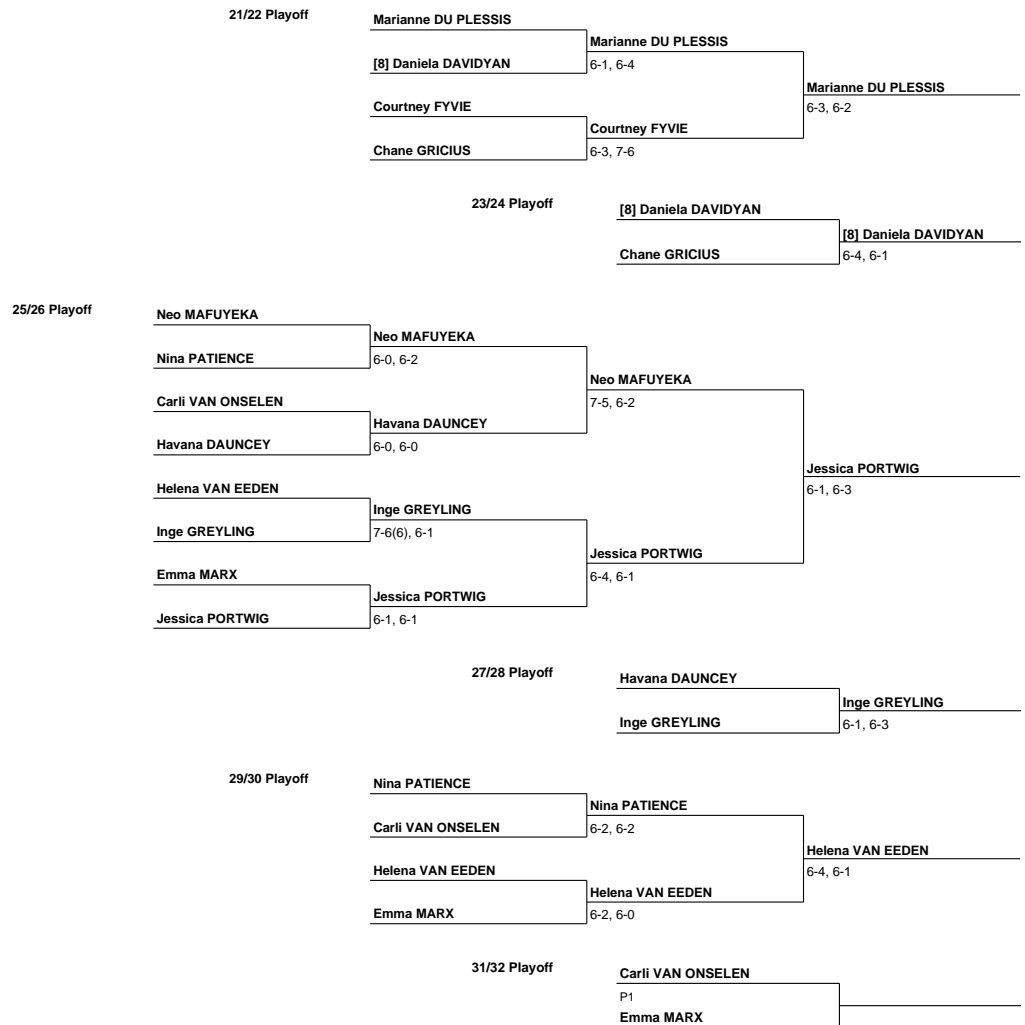 21/22 Playoff
Marianne DU PLESSIS
Marianne DU PLESSIS
[8] Daniela DAVIDYAN
6-1, 6-4
Marianne DU PLESSIS
Courtney FYVIE
6-3, 6-2
Courtney FYVIE
Chane GRICIUS
6-3, 7-6
23/24 Playoff
[8] Daniela DAVIDYAN
[8] Daniela DAVIDYAN
Chane GRICIUS
6-4, 6-1
25/26 Playoff
Neo MAFUYEKA
Neo MAFUYEKA
Nina PATIENCE
6-0, 6-2
Neo MAFUYEKA
Carli VAN ONSELEN
7-5, 6-2
Havana DAUNCEY
Havana DAUNCEY
6-0, 6-0
Jessica PORTWIG
Helena VAN EEDEN
6-1, 6-3
Inge GREYLING
Inge GREYLING
7-6(6), 6-1
Jessica PORTWIG
Emma MARX
6-4, 6-1
Jessica PORTWIG
Jessica PORTWIG
6-1, 6-1
27/28 Playoff
Havana DAUNCEY
Inge GREYLING
Inge GREYLING
6-1, 6-3
29/30 Playoff
Nina PATIENCE
Nina PATIENCE
Carli VAN ONSELEN
6-2, 6-2
Helena VAN EEDEN
Helena VAN EEDEN
6-4, 6-1
Helena VAN EEDEN
Emma MARX
6-2, 6-0
31/32 Playoff
Carli VAN ONSELEN
P1
Emma MARX